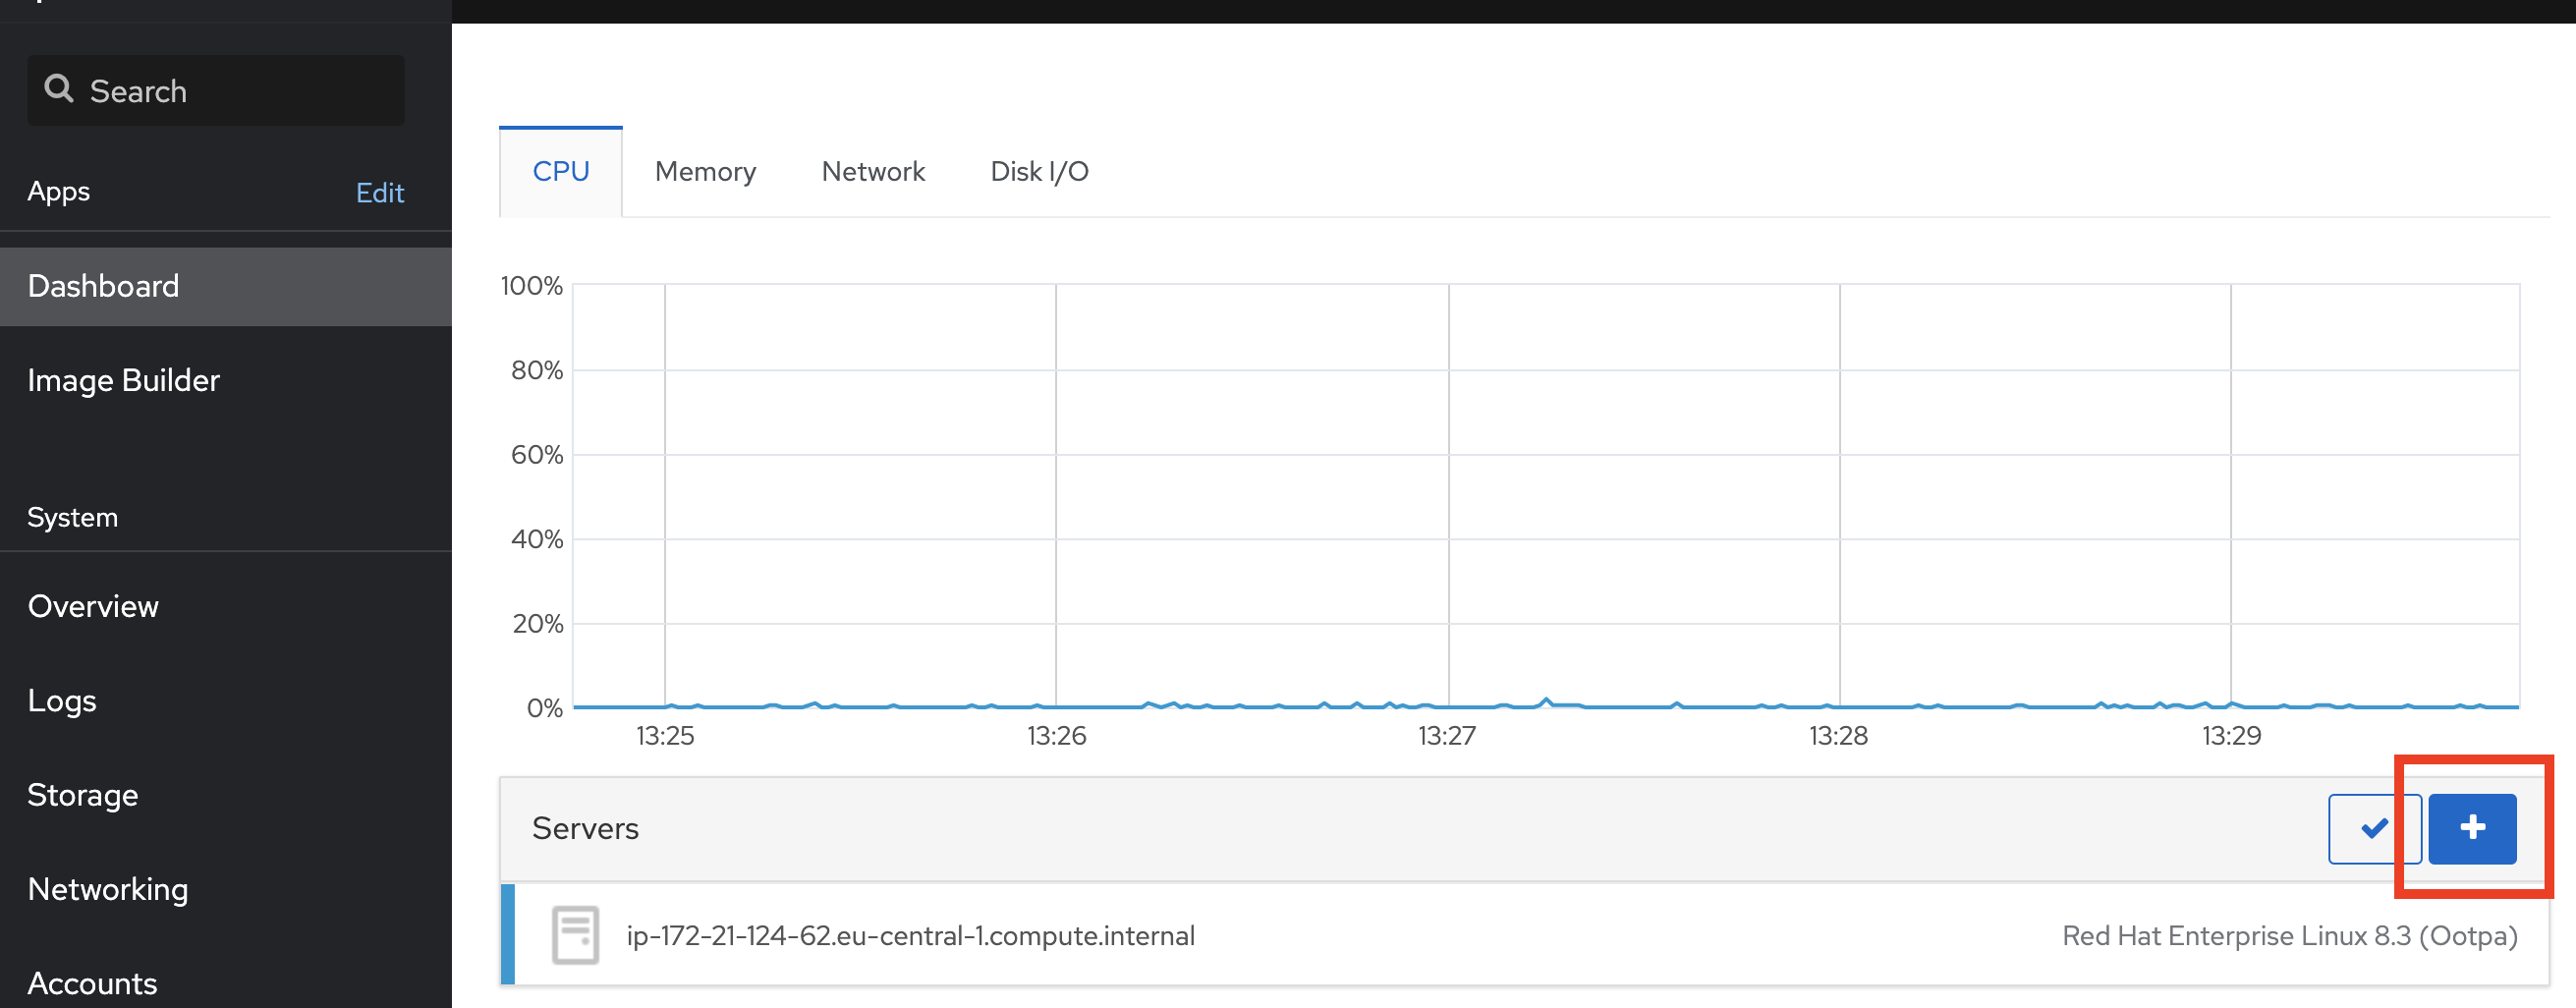 Search
Apps Edit
Dashboard
Image Builder
System
Overview
Logs
Storage
Networking
Accounts
CPU Memory Network Disk I/O
100%
80%
60%
40%
20%
0%
13:25 13:26 13:27 13:28 13:29
Servers
ip-172-21-124-62.eu-central-1.compute.internal Red Hat Enterprise Linux 8.3 (Ootpa)